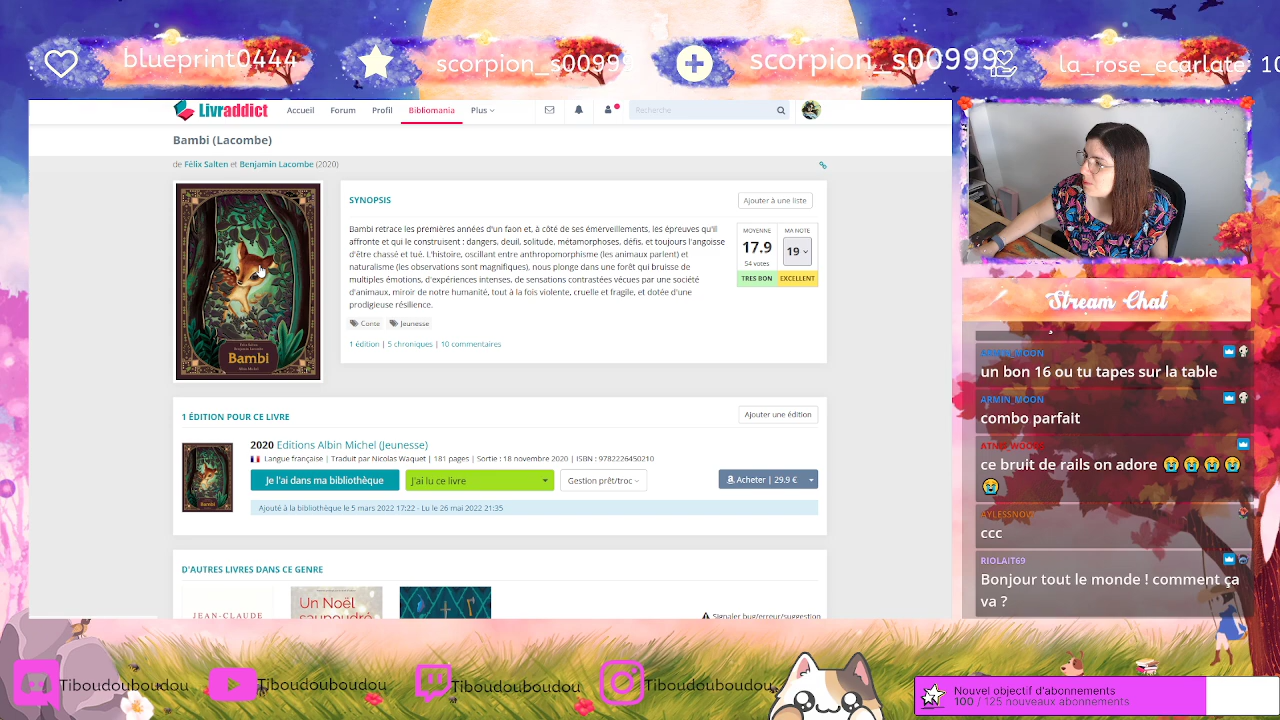 blueprint0444
scorpion_s00999
scorpion_s00999
la_rose_ecarlate: 10
Livraddict
Accueil
Forum
Profil
Bibliomania
Plus
Recherche
Bambi (Lacombe)
de Félix Salten et Benjamin Lacombe (2020)
Félix Salten
Benjamin Lacombe
Bambi
Albin Michel
SYNOPSIS
Ajouter à une liste
Bambi retrace les premières années d'un faon et, à côté de ses émerveillements, les épreuves qu'il
affronte et qui le construisent : dangers, deuil, solitude, métamorphoses, défis, et toujours l'angoisse
d'être chassé et tué. L'histoire, oscillant entre anthropomorphisme (les animaux parlent) et
naturalisme (les observations sont magnifiques), nous plonge dans une forêt qui bruisse de
multiples émotions, d'expériences intenses, de sensations contrastées vécues par une société
d'animaux, miroir de notre humanité, tout à la fois violente, cruelle et fragile, et dotée d'une
prodigieuse résilience.
MOYENNE
17.9
54 votes
TRES BON
MA NOTE
19
EXCELLENT
Conte
Jeunesse
1 édition | 5 chroniques | 10 commentaires
1 ÉDITION POUR CE LIVRE
Ajouter une édition
Bambi
2020 Editions Albin Michel (Jeunesse)
Langue française | Traduit par Nicolas Waquet | 181 pages | Sortie : 18 novembre 2020 | ISBN : 9782226450210
Je l'ai dans ma bibliothèque
J'ai lu ce livre
Gestion prêt/troc
Acheter | 29.9 €
Ajouté à la bibliothèque le 5 mars 2022 17:22 - Lu le 26 mai 2022 21:35
D'AUTRES LIVRES DANS CE GENRE
JEAN-CLAUDE
Un Noël
saupoudré
Signaler bug/erreur/suggestion
Stream Chat
ARMIN_MOON
un bon 16 ou tu tapes sur la table
ARMIN_MOON
combo parfait
ce bruit de rails on adore 😭😭😭😭
😭
AYLESSNOW
ccc
RIOLAIT69
Bonjour tout le monde ! comment ça
va ?
Tiboudouboudou
Tiboudouboudou
Tiboudouboudou
Tiboudouboudou
Nouvel objectif d'abonnements
100 / 125 nouveaux abonnements